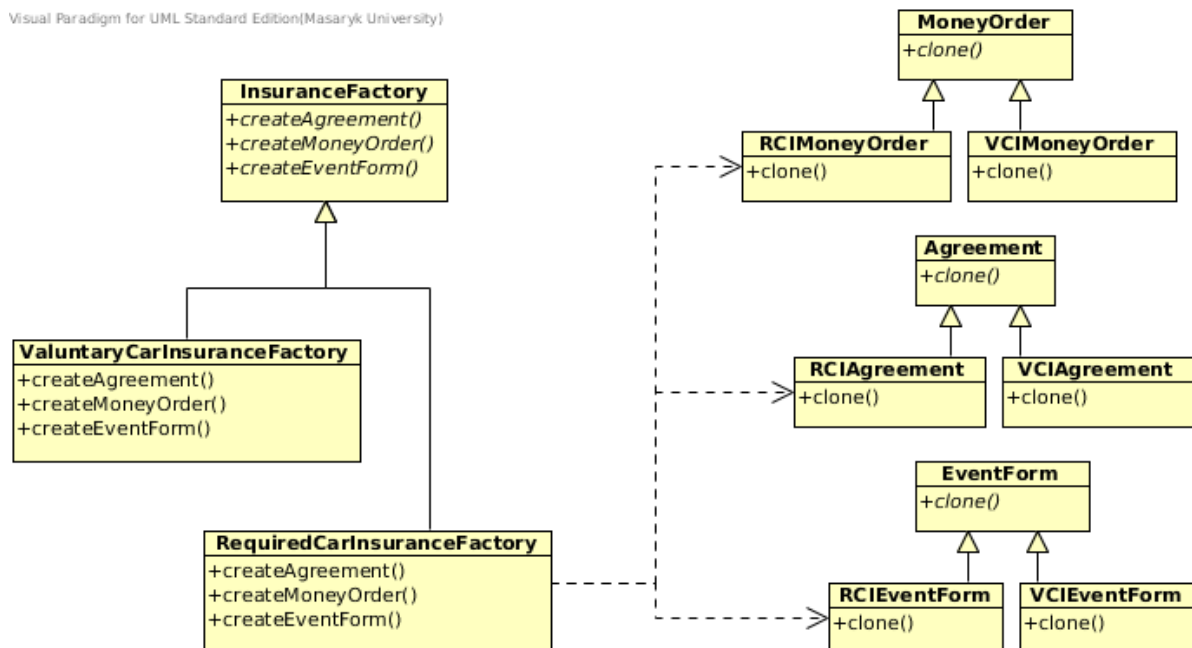 Visual Paradigm for UML Standard Edition(Masaryk University)
MoneyOrder
+clone()
InsuranceFactory
+createAgreement()
+createMoneyOrder()
+createEventForm()
RCIMoneyOrder
+clone()
VCIMoneyOrder
+clone()
Agreement
+clone()
ValuntaryCarInsuranceFactory
+createAgreement()
+createMoneyOrder()
+createEventForm()
RCIAgreement
+clone()
VCIAgreement
+clone()
EventForm
+clone()
RequiredCarInsuranceFactory
+createAgreement()
+createMoneyOrder()
+createEventForm()
RCIEventForm
+clone()
VCIEventForm
+clone()